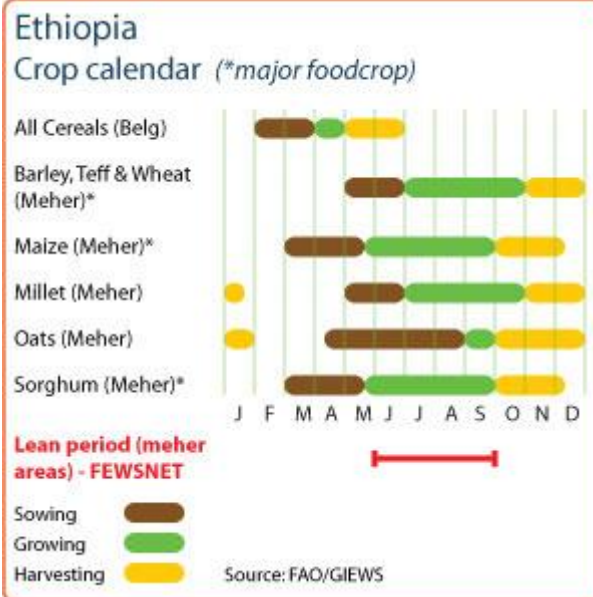 Ethiopia
Crop calendar (*major foodcrop)
All Cereals (Belg)
Barley, Teff & Wheat
(Meher)*
Maize (Meher)*
Millet (Meher)
Oats (Meher)
Sorghum (Meher)*
J F M A M J J A S O N D
Lean period (meher
areas) - FEWSNET
Sowing
Growing
Harvesting
Source: FAO/GIEWS